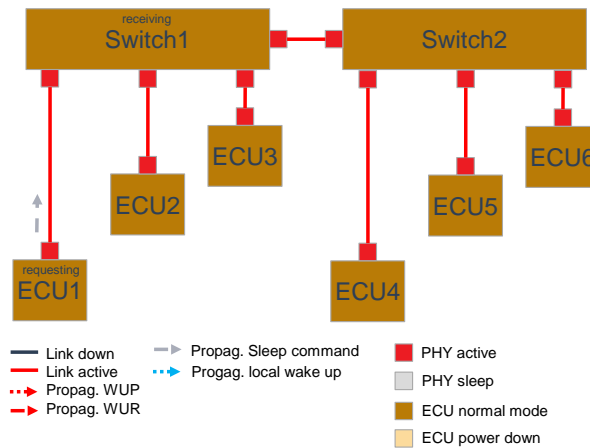 receiving
Switch1
Switch2
ECU3
ECU6
ECU2
ECU5
requesting
ECU1
ECU4
Link down
Link active
Propag. WUP
Propag. WUR
Propag. Sleep command
Progag. local wake up
PHY active
PHY sleep
ECU normal mode
ECU power down